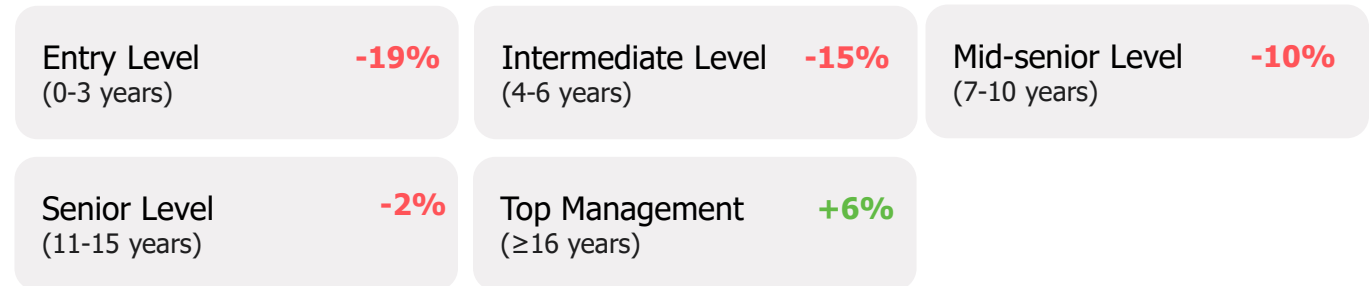 Entry Level -19%
(0-3 years)
Intermediate Level -15%
(4-6 years)
Mid-senior Level -10%
(7-10 years)
Senior Level -2%
(11-15 years)
Top Management +6%
(≥16 years)